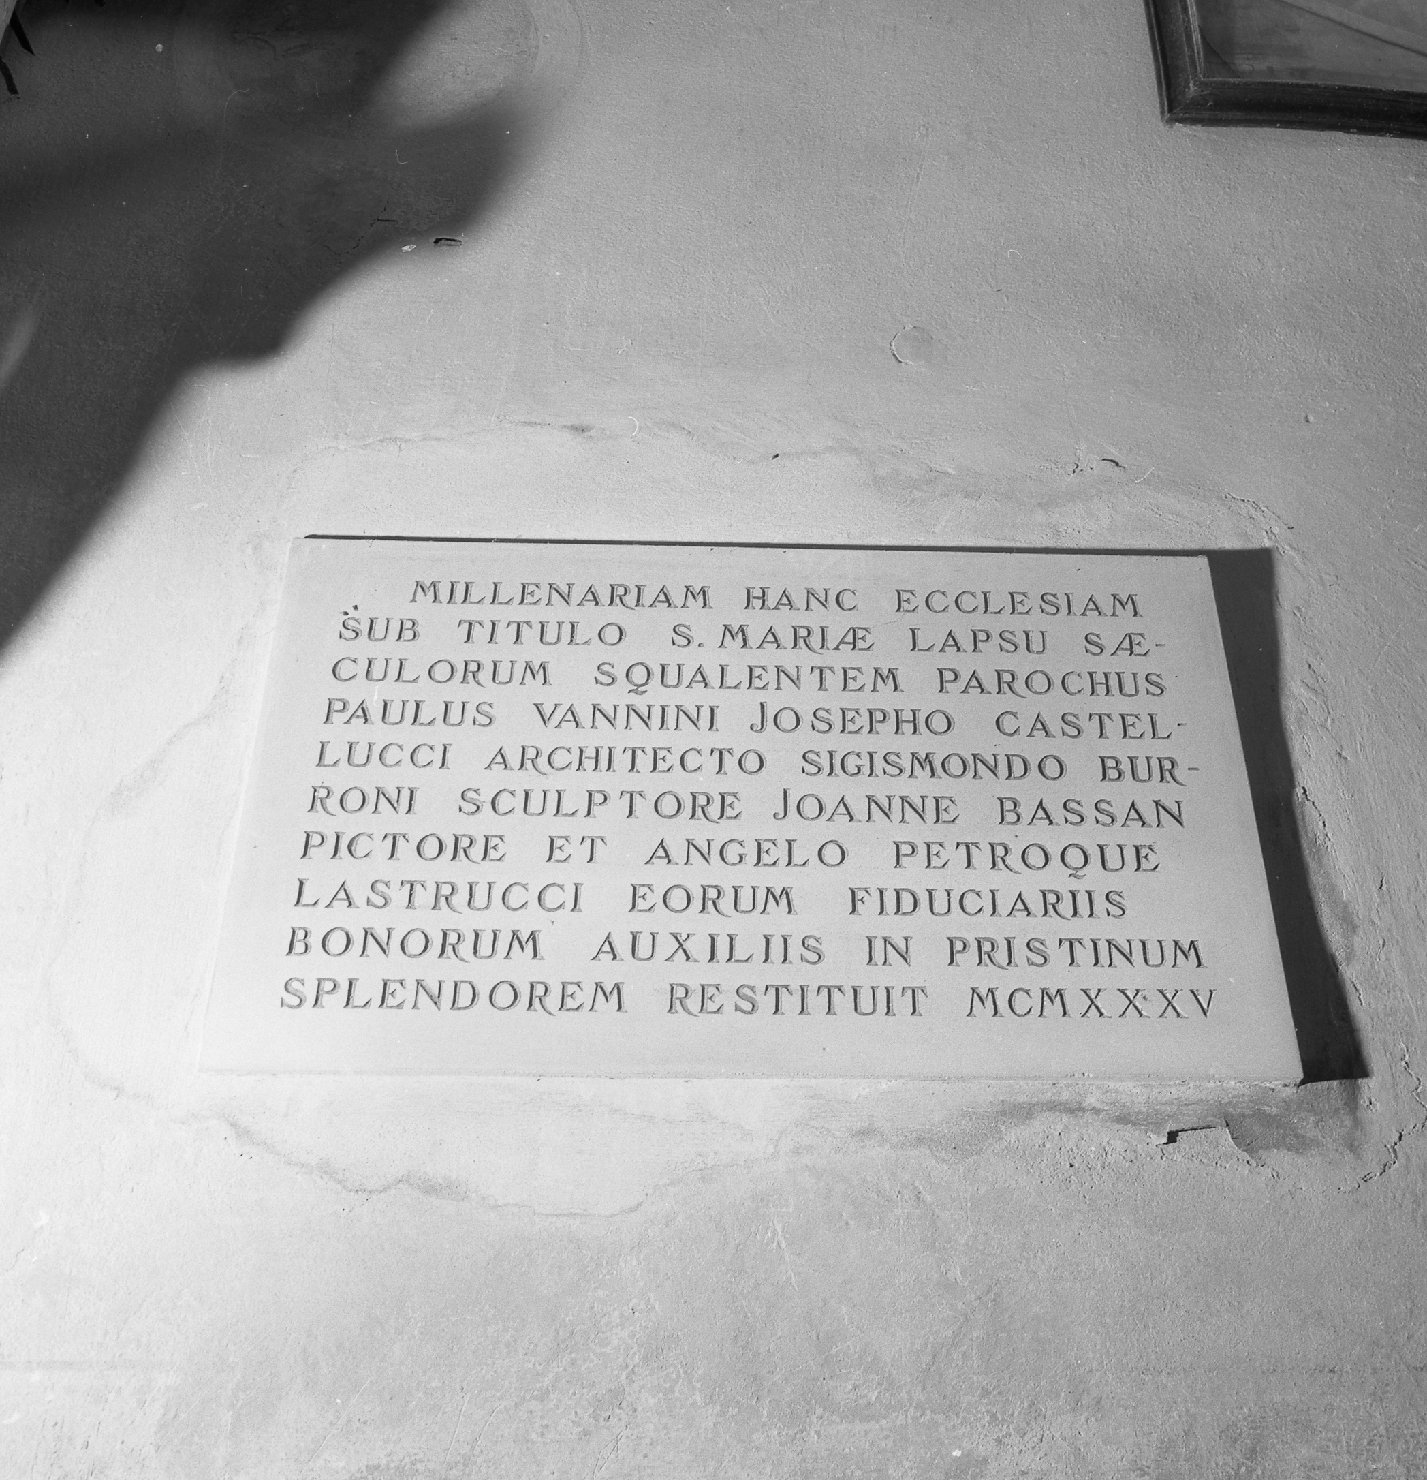 MILLENARIAM HANC ECCLESIAM
SUB TITULO S. MARIÆ LAPSU SÆ-
CULORUM SQUALENTEM PAROCHUS
PAULUS VANNINI JOSEPHO CASTEL-
LUCCI ARCHITECTO SIGISMONDO BUR-
RONI SCULPTORE JOANNE BASSAN
PICTORE ET ANGELO PETROQUE
LASTRUCCI EORUM FIDUCIARIIS
BONORUM AUXILIIS IN PRISTINUM
SPLENDOREM RESTITUIT MCMXXXV